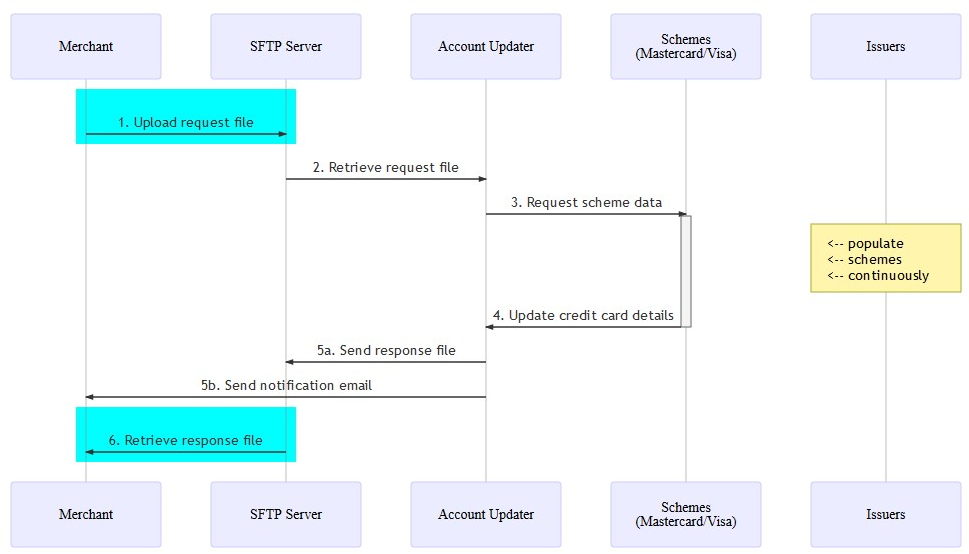 Merchant
SFTP Server
Account Updater
Schemes
(Mastercard/Visa)
Issuers
1. Upload request file
2. Retrieve request file
3. Request scheme data
<-- populate
<-- schemes
<-- continuously
4. Update credit card details
5a. Send response file
5b. Send notification email
6. Retrieve response file
Merchant
SFTP Server
Account Updater
Schemes
(Mastercard/Visa)
Issuers